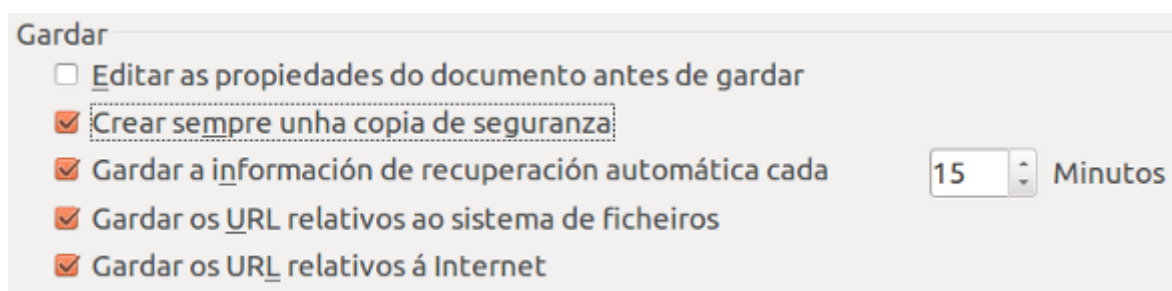 Gardar
Editar as propiedades do documento antes de gardar
Crear sempre unha copia de seguranza
Gardar a información de recuperación automática cada 15 Minutos
Gardar os URL relativos ao sistema de ficheiros
Gardar os URL relativos á Internet